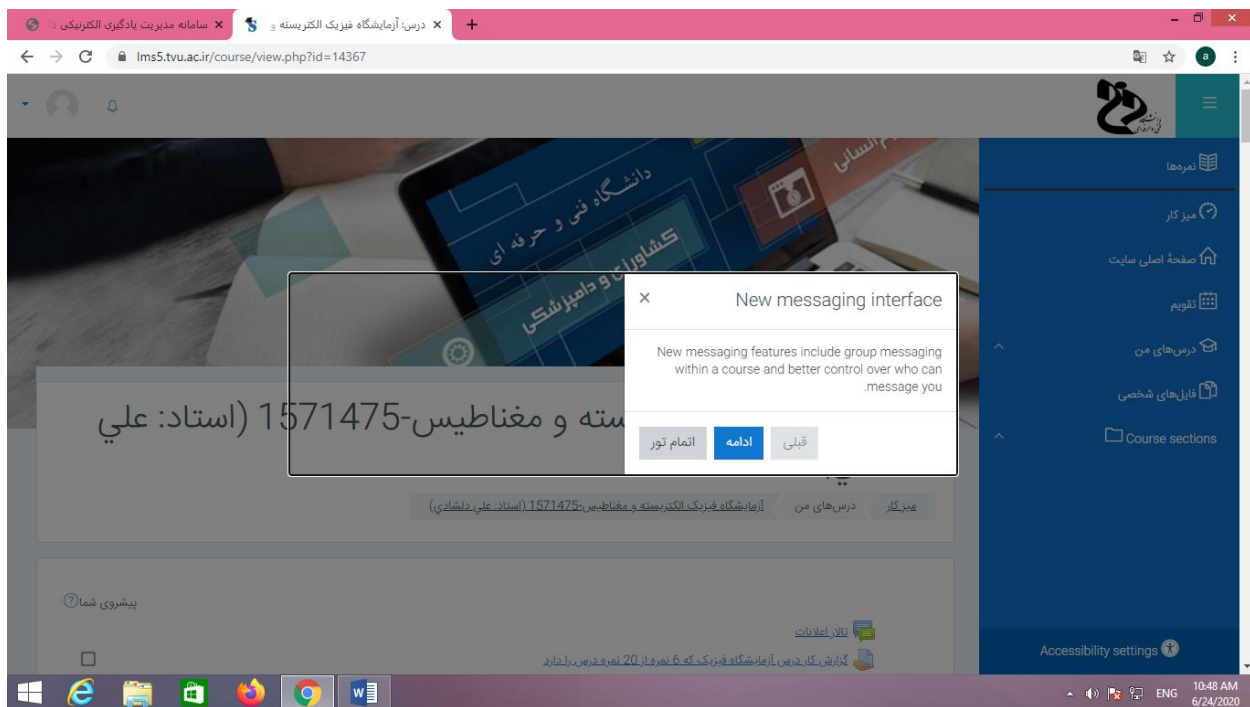 سامانه مدیریت یادگیری الکترونیکی دا
درس: آزمایشگاه فیزیک الکتریسته و
lms5.tvu.ac.ir/course/view.php?id=14367
a
نمره‌ها
میز کار
صفحهٔ اصلی سایت
تقویم
درس‌های من
فایل‌های شخصی
Course sections
Accessibility settings
دانشگاه فنی و حرفه ای
کشاورزی و دامپزشکی
New messaging interface
New messaging features include group messaging
within a course and better control over who can
.message you
قبلی
ادامه
اتمام تور
سته و مغناطیس-1571475 (استاد: علي
میز کار
درس‌های من
آزمایشگاه فیزیک الکتریسته و مغناطیس-1571475 (استاد: علي دلشادي)
پیشروی شما
تالار اعلانات
گزارش کار درس آزمایشگاه فیزیک که 6 نمره از 20 نمره درس را دارد
ENG
10:48 AM
6/24/2020